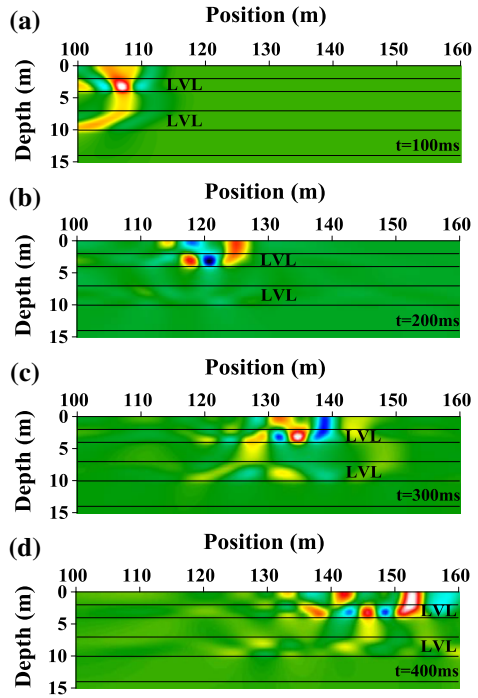 (a)
Position (m)
100 110 120 130 140 150 160
Depth (m)
0
LVL
5
LVL
10
t=100ms
15
(b)
Position (m)
100 110 120 130 140 150 160
Depth (m)
0
LVL
5
LVL
10
t=200ms
15
(c)
Position (m)
100 110 120 130 140 150 160
Depth (m)
0
LVL
5
LVL
10
t=300ms
15
(d)
Position (m)
100 110 120 130 140 150 160
Depth (m)
0
LVL
5
LVL
10
t=400ms
15